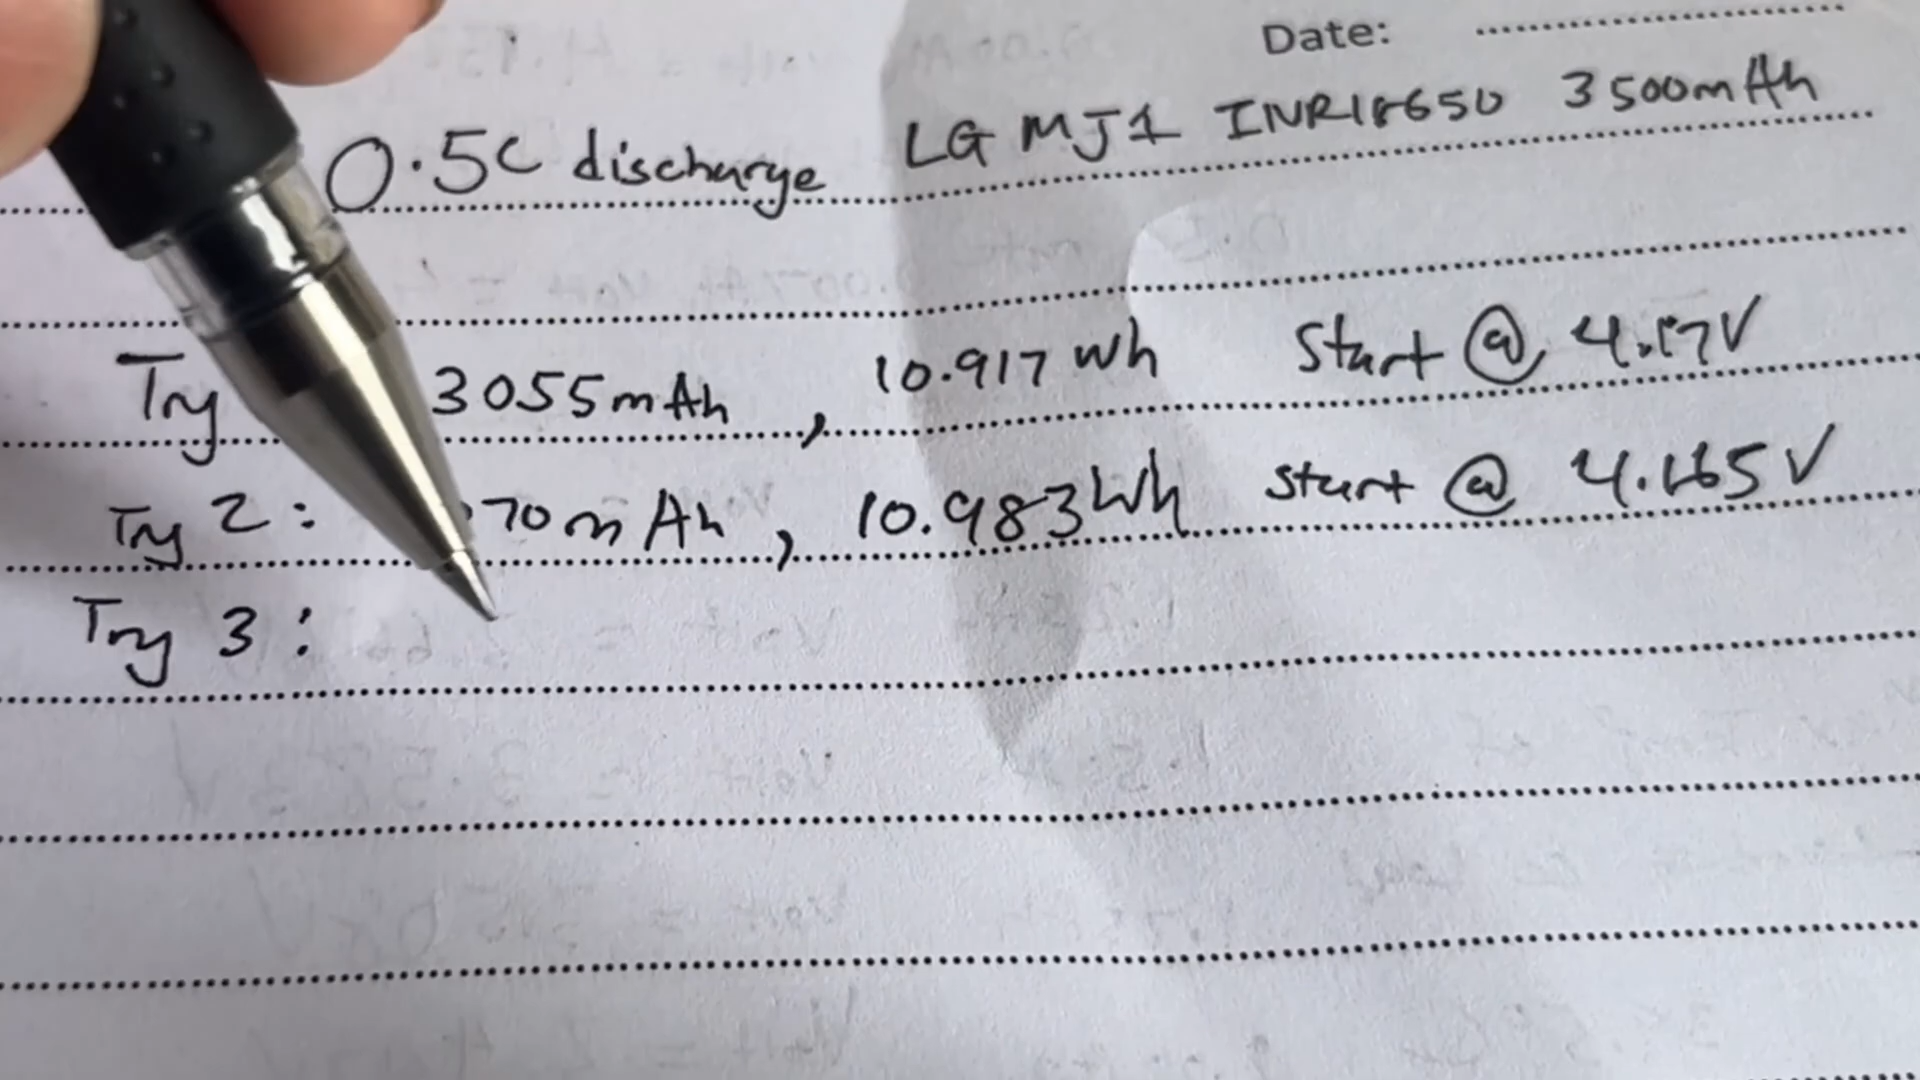 Date:
0.5C discharge LG MJ1 INR18650 3500mAh
Try 3055mAh, 10.917 Wh Start @ 4.17V
Try 2: 70mAh, 10.983Wh Start @ 4.165V
Try 3: